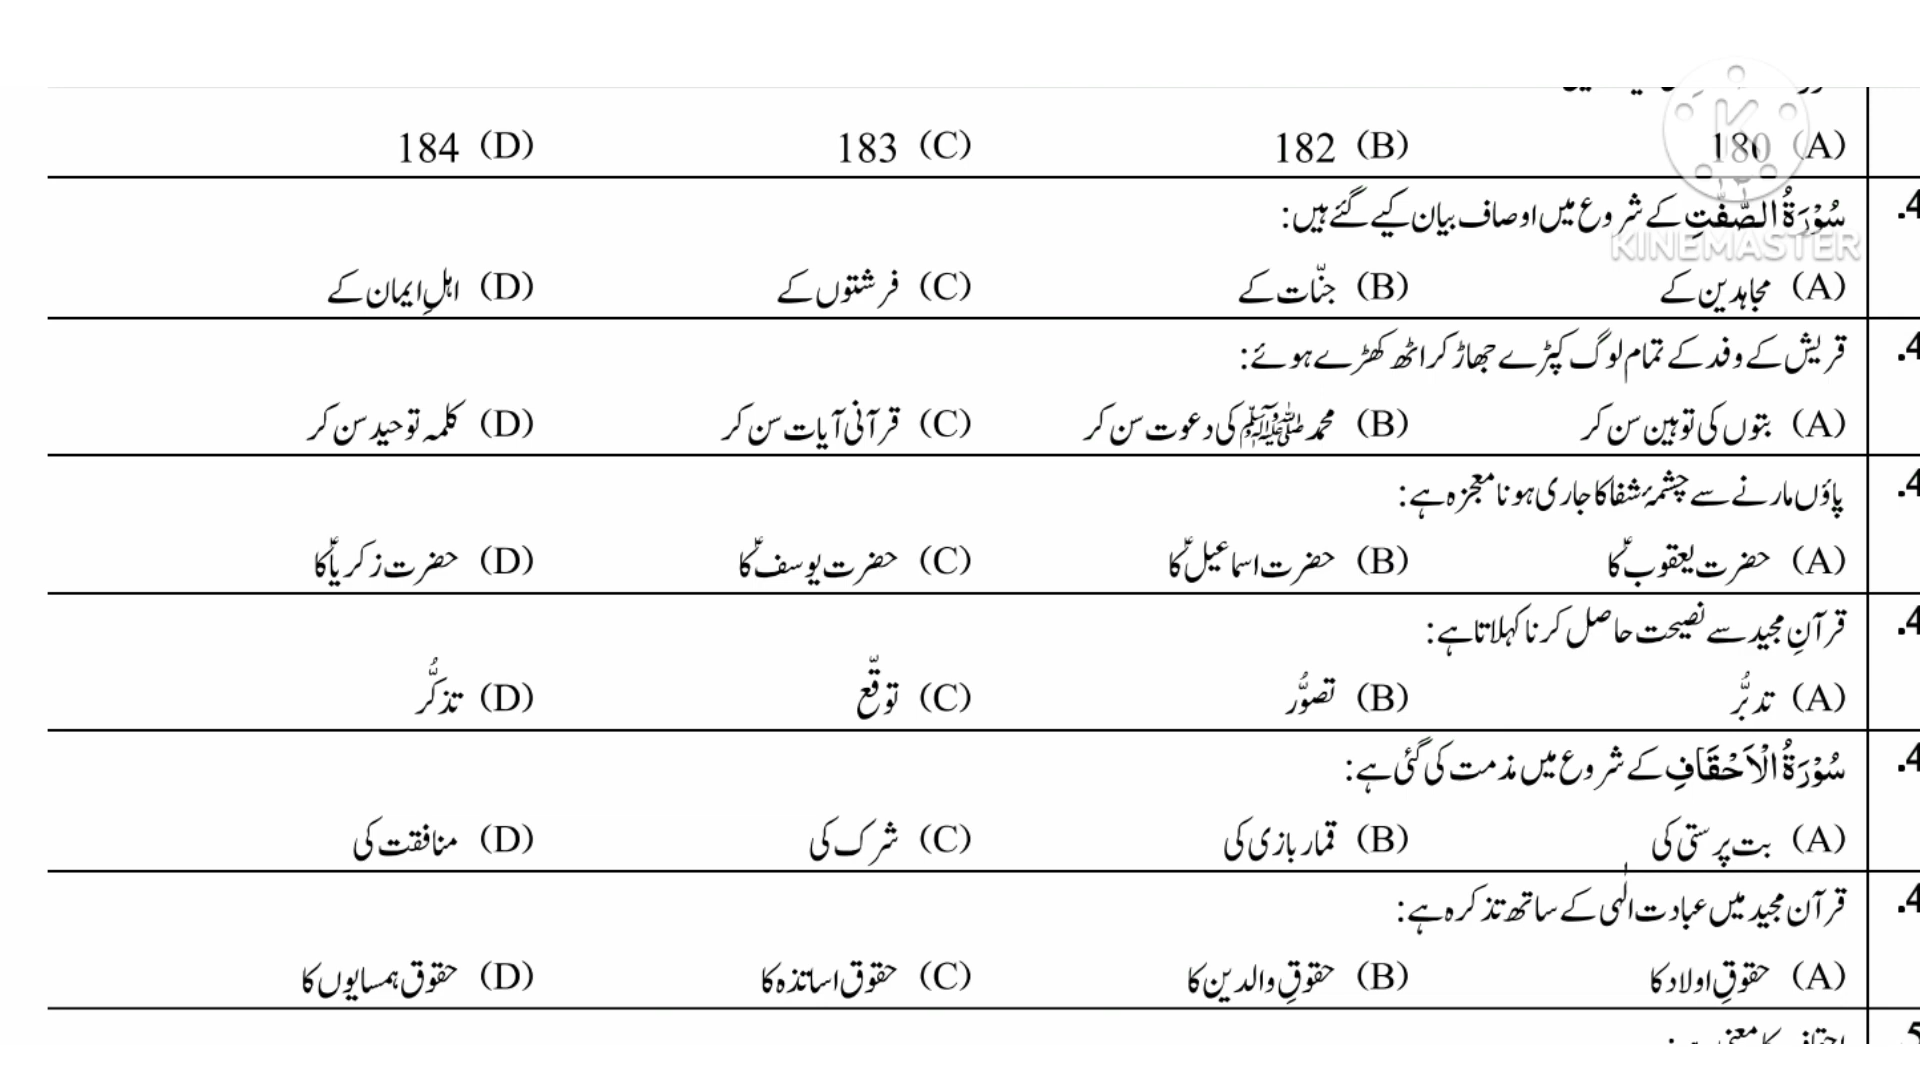 (A) 180 (B) 182 (C) 183 (D) 184
4. سُوْرَۃُ الصّٰٓفّٰتِ کے شروع میں اوصاف بیان کیے گئے ہیں:
KINEMASTER
(A) مجاہدین کے (B) جنّات کے (C) فرشتوں کے (D) اہلِ ایمان کے
4. قریش کے وفد کے تمام لوگ کپڑے جھاڑ کر اٹھ کھڑے ہوئے:
(A) بتوں کی توہین سن کر (B) محمد ﷺ کی دعوت سن کر (C) قرآنی آیات سن کر (D) کلمہ توحید سن کر
4. پاؤں مارنے سے چشمۂ شفا کا جاری ہونا معجزہ ہے:
(A) حضرت یعقوبؑ کا (B) حضرت اسماعیلؑ کا (C) حضرت یوسفؑ کا (D) حضرت زکریاؑ کا
4. قرآنِ مجید سے نصیحت حاصل کرنا کہلاتا ہے:
(A) تدبُّر (B) تصوُّر (C) توقّع (D) تذکُّر
4. سُوْرَۃُ الْاَحْقَافِ کے شروع میں مذمت کی گئی ہے:
(A) بت پرستی کی (B) قمار بازی کی (C) شرک کی (D) منافقت کی
4. قرآن مجید میں عبادت الٰہی کے ساتھ تذکرہ ہے:
(A) حقوقِ اولاد کا (B) حقوقِ والدین کا (C) حقوق اساتذہ کا (D) حقوق ہمسایوں کا
5.